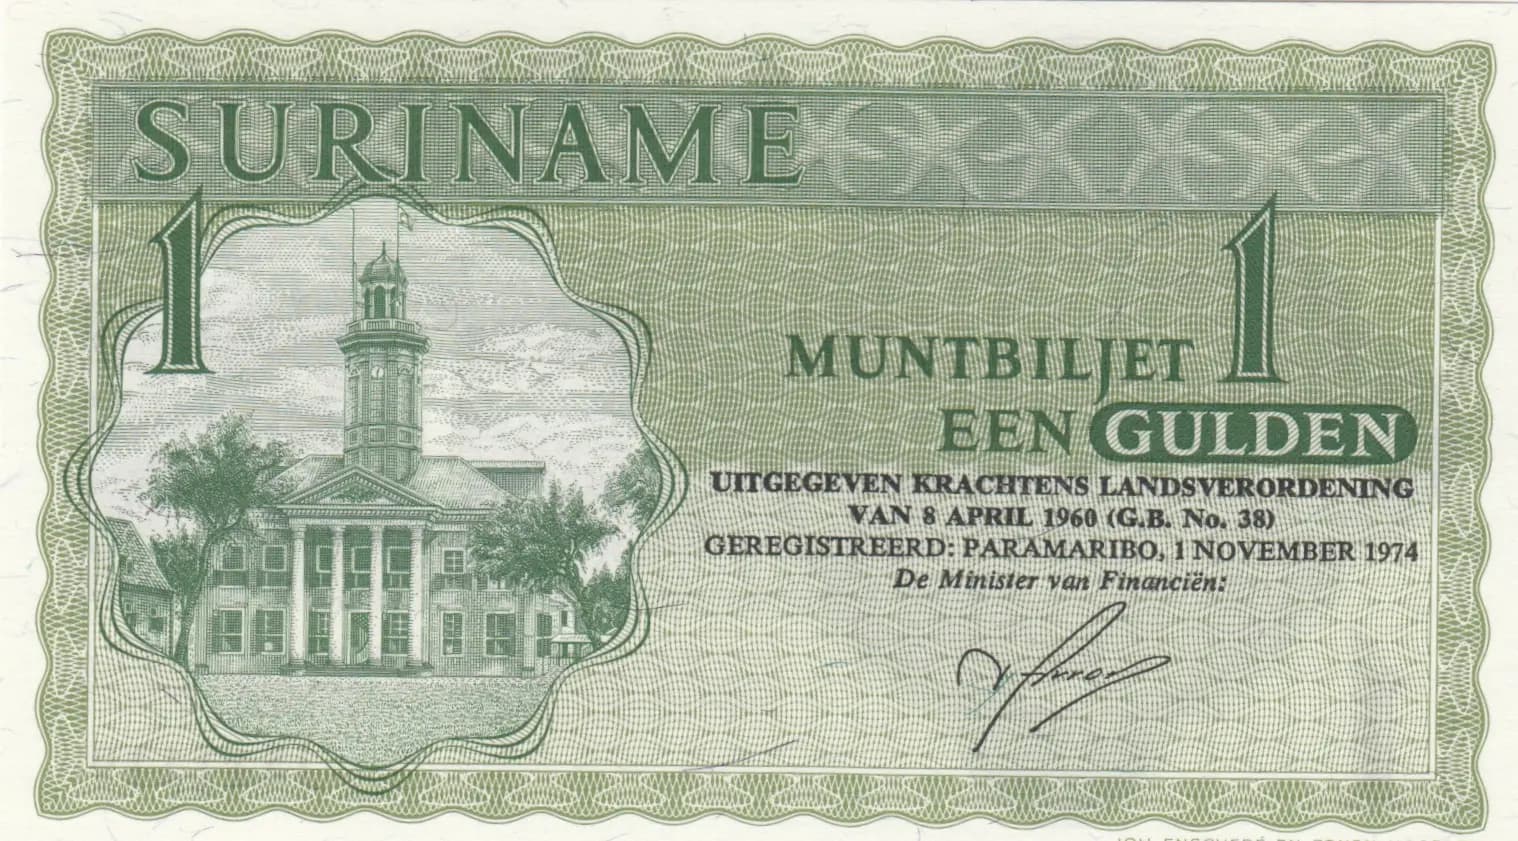 SURINAME
1
1
MUNTBILJET
EEN GULDEN
UITGEGEVEN KRACHTENS LANDSVERORDENING
VAN 8 APRIL 1960 (G.B. No. 38)
GEREGISTREERD: PARAMARIBO, 1 NOVEMBER 1974
De Minister van Financiën: